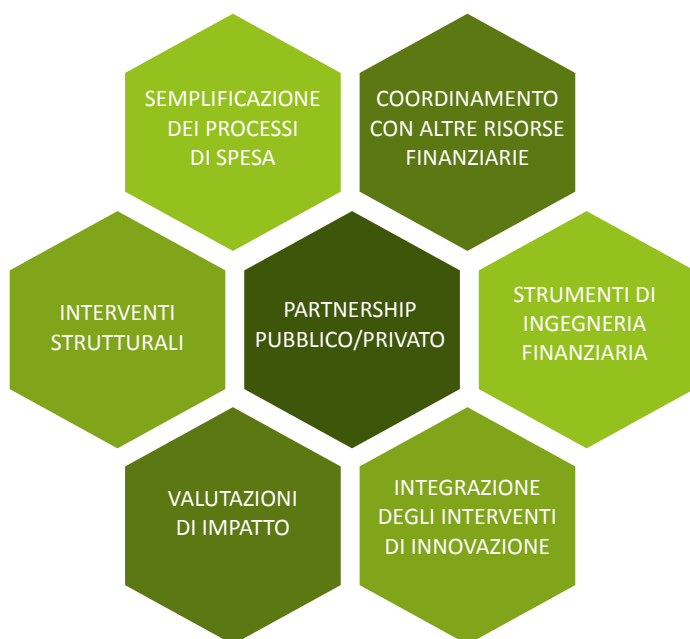 SEMPLIFICAZIONE
DEI PROCESSI
DI SPESA
COORDINAMENTO
CON ALTRE RISORSE
FINANZIARIE
INTERVENTI
STRUTTURALI
PARTNERSHIP
PUBBLICO/PRIVATO
STRUMENTI DI
INGEGNERIA
FINANZIARIA
VALUTAZIONI
DI IMPATTO
INTEGRAZIONE
DEGLI INTERVENTI
DI INNOVAZIONE